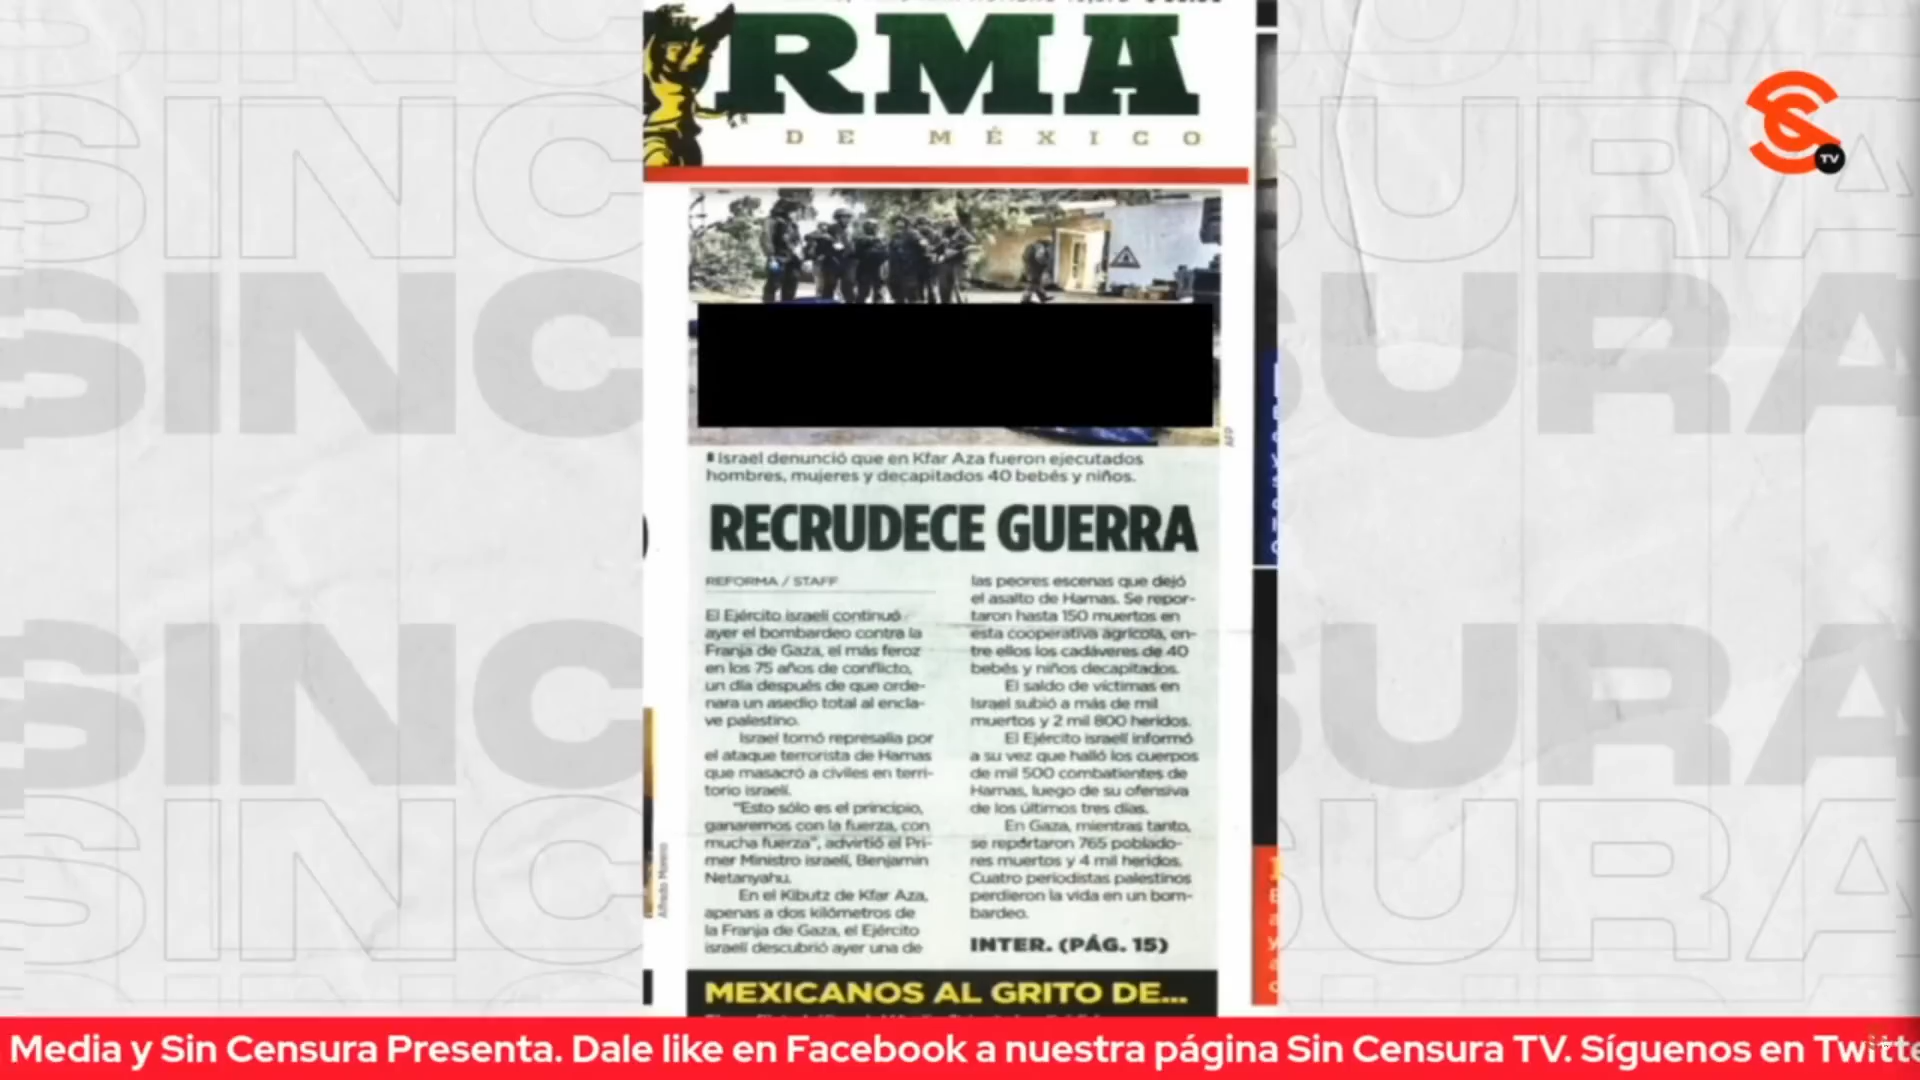 RMA
DE MÉXICO
TV
SINC
SURA
SINC
SURA
SINC
SURA
SINC
SURA
AFP
Israel denunció que en Kfar Aza fueron ejecutados
hombres, mujeres y decapitados 40 bebés y niños.
RECRUDECE GUERRA
REFORMA / STAFF
El Ejército israelí continuó
ayer el bombardeo contra la
Franja de Gaza, el más feroz
en los 75 años de conflicto,
un día después de que orde-
nara un asedio total al encla-
ve palestino.
Israel tomó represalia por
el ataque terrorista de Hamas
que masacró a civiles en terri-
torio israelí.
"Esto sólo es el principio,
ganaremos con la fuerza, con
mucha fuerza", advirtió el Pri-
mer Ministro israelí, Benjamin
Netanyahu.
En el Kibutz de Kfar Aza,
apenas a dos kilómetros de
la Franja de Gaza, el Ejército
israelí descubrió ayer una de
las peores escenas que dejó
el asalto de Hamas. Se repor-
taron hasta 150 muertos en
esta cooperativa agrícola, en-
tre ellos los cadáveres de 40
bebés y niños decapitados.
El saldo de víctimas en
Israel subió a más de mil
muertos y 2 mil 800 heridos.
El Ejército israelí informó
a su vez que halló los cuerpos
de mil 500 combatientes de
Hamas, luego de su ofensiva
de los últimos tres días.
En Gaza, mientras tanto,
se reportaron 765 poblado-
res muertos y 4 mil heridos.
Cuatro periodistas palestinos
perdieron la vida en un bom-
bardeo.
INTER. (PÁG. 15)
Alfredo Moreno
MEXICANOS AL GRITO DE...
Media y Sin Censura Presenta. Dale like en Facebook a nuestra página Sin Censura TV. Síguenos en Twitte